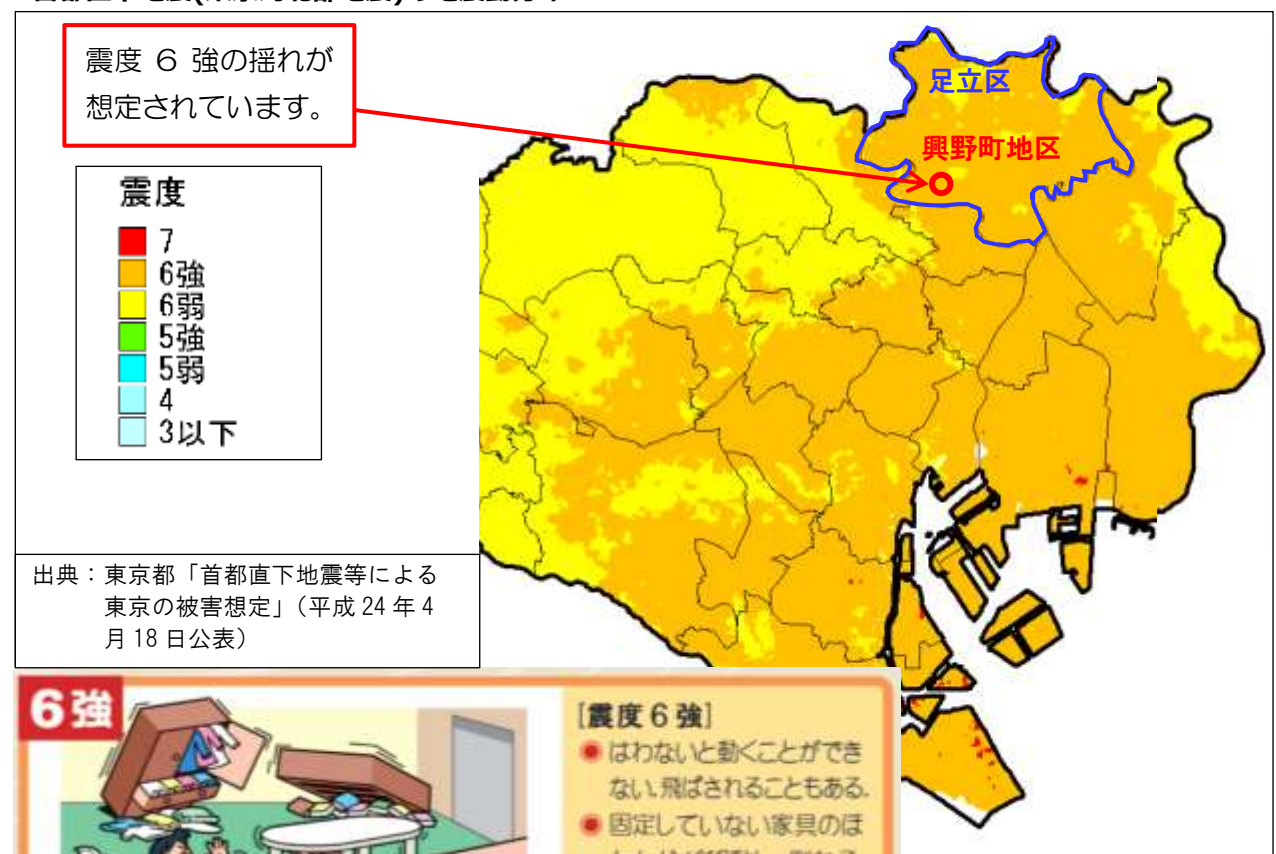 震度 6 強の揺れが
想定されています。
足立区
興野町地区
震度
7
6強
6弱
5強
5弱
4
3以下
出典：東京都「首都直下地震等による
東京の被害想定」（平成 24 年 4
月 18 日公表）
6強
[震度6強]
● はわないと動くことができ
ない。飛ばされることもある。
● 固定していない家具のほ